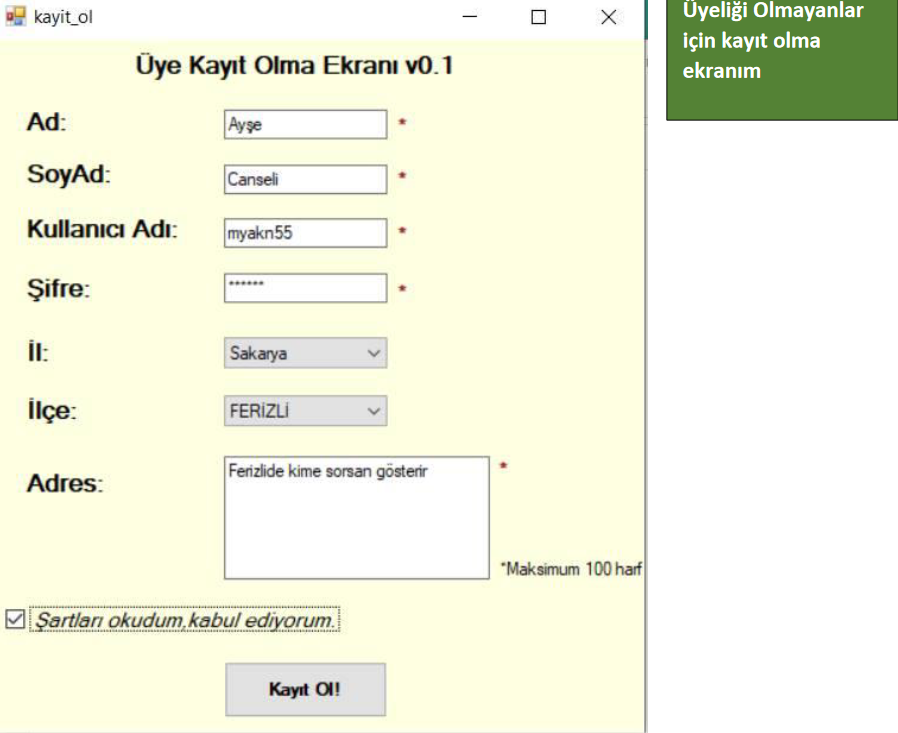 kayit_ol
Üyeliği Olmayanlar
için kayıt olma
ekranım
Üye Kayıt Olma Ekranı v0.1
Ad: Ayşe *
SoyAd: Canseli *
Kullanıcı Adı: myakn55 *
Şifre: ****** *
İl: Sakarya
İlçe: FERİZLİ
Adres: Ferizlide kime sorsan gösterir *
*Maksimum 100 harf
Şartları okudum,kabul ediyorum.
Kayıt Ol!